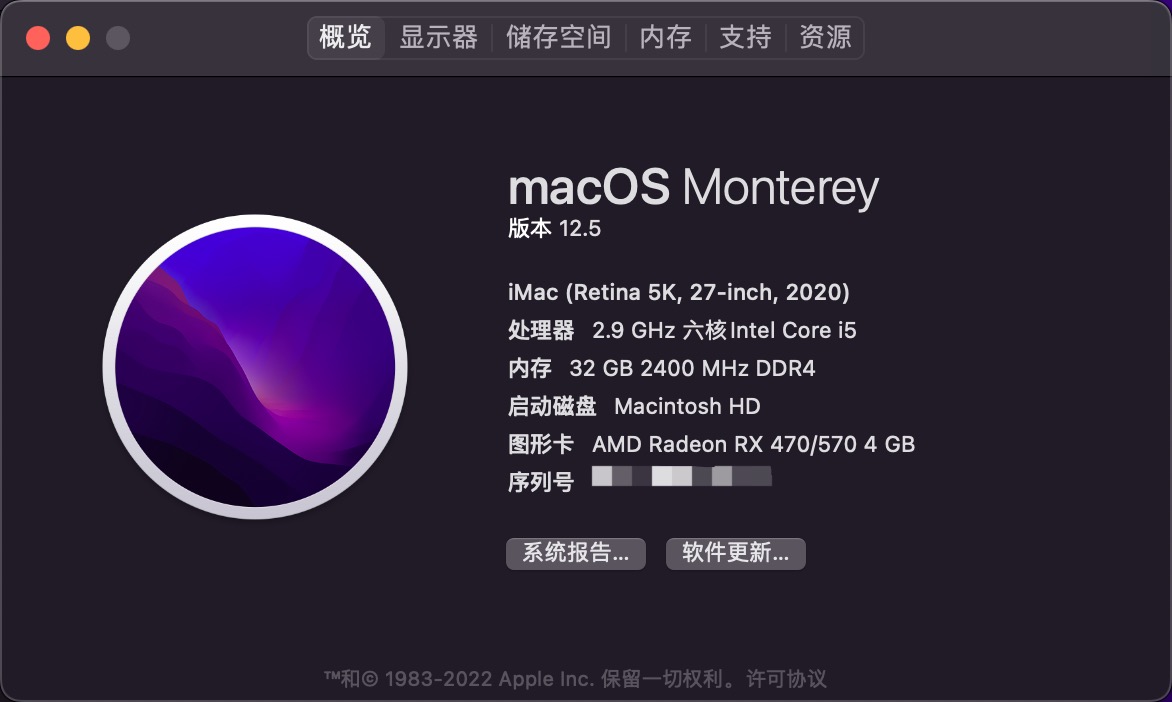 概览 显示器 储存空间 内存 支持 资源
macOS Monterey
版本 12.5
iMac (Retina 5K, 27-inch, 2020)
处理器 2.9 GHz 六核Intel Core i5
内存 32 GB 2400 MHz DDR4
启动磁盘 Macintosh HD
图形卡 AMD Radeon RX 470/570 4 GB
序列号
系统报告... 软件更新...
™和© 1983-2022 Apple Inc. 保留一切权利。许可协议